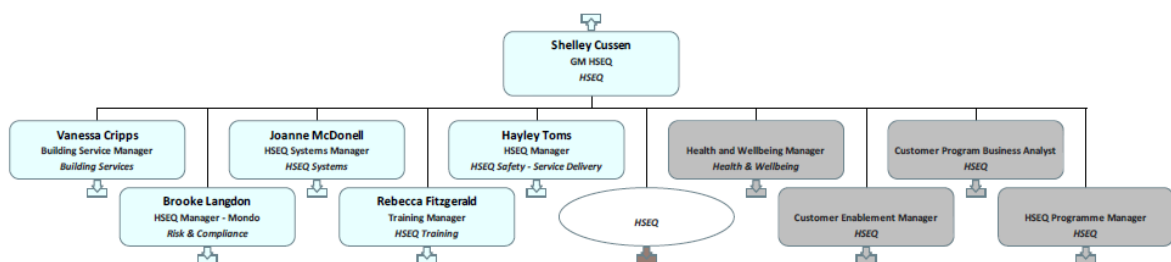 Shelley Cussen
GM HSEQ
HSEQ
Vanessa Cripps
Building Service Manager
Building Services
Joanne McDonell
HSEQ Systems Manager
HSEQ Systems
Hayley Toms
HSEQ Manager
HSEQ Safety - Service Delivery
Health and Wellbeing Manager
Health & Wellbeing
Customer Program Business Analyst
HSEQ
Brooke Langdon
HSEQ Manager - Mondo
Risk & Compliance
Rebecca Fitzgerald
Training Manager
HSEQ Training
HSEQ
Customer Enablement Manager
HSEQ
HSEQ Programme Manager
HSEQ